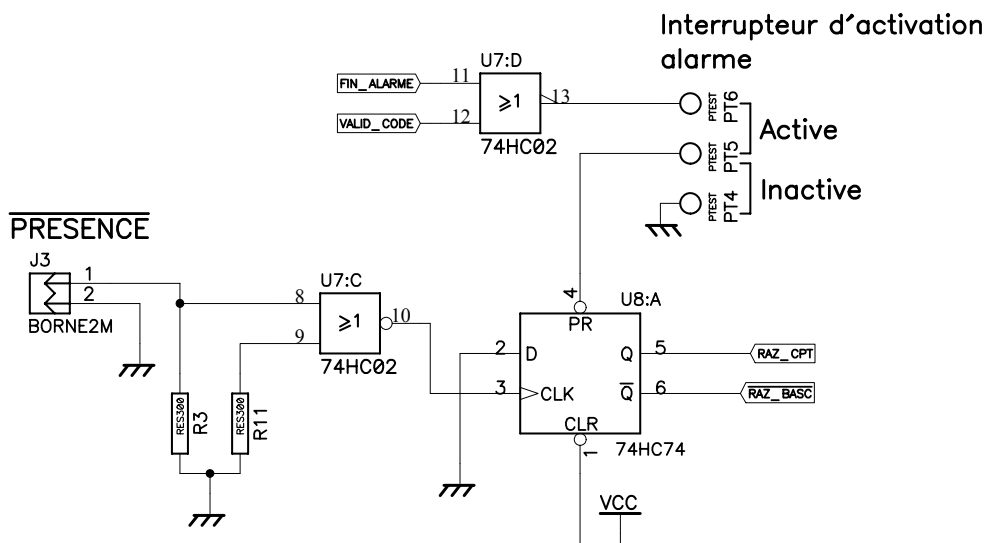 Interrupteur d'activation
alarme
U7:D
FIN_ALARME
11
≥1
13
VALID_CODE
12
74HC02
PTEST
PT6
Active
PTEST
PT5
Inactive
PTEST
PT4
PRESENCE
J3
1
2
BORNE2M
U7:C
8
≥1
10
9
74HC02
4
U8:A
PR
2
D
Q
5
RAZ_CPT
3
CLK
Q
6
RAZ_BASC
CLR
1
74HC74
RES300
R3
RES300
R11
VCC